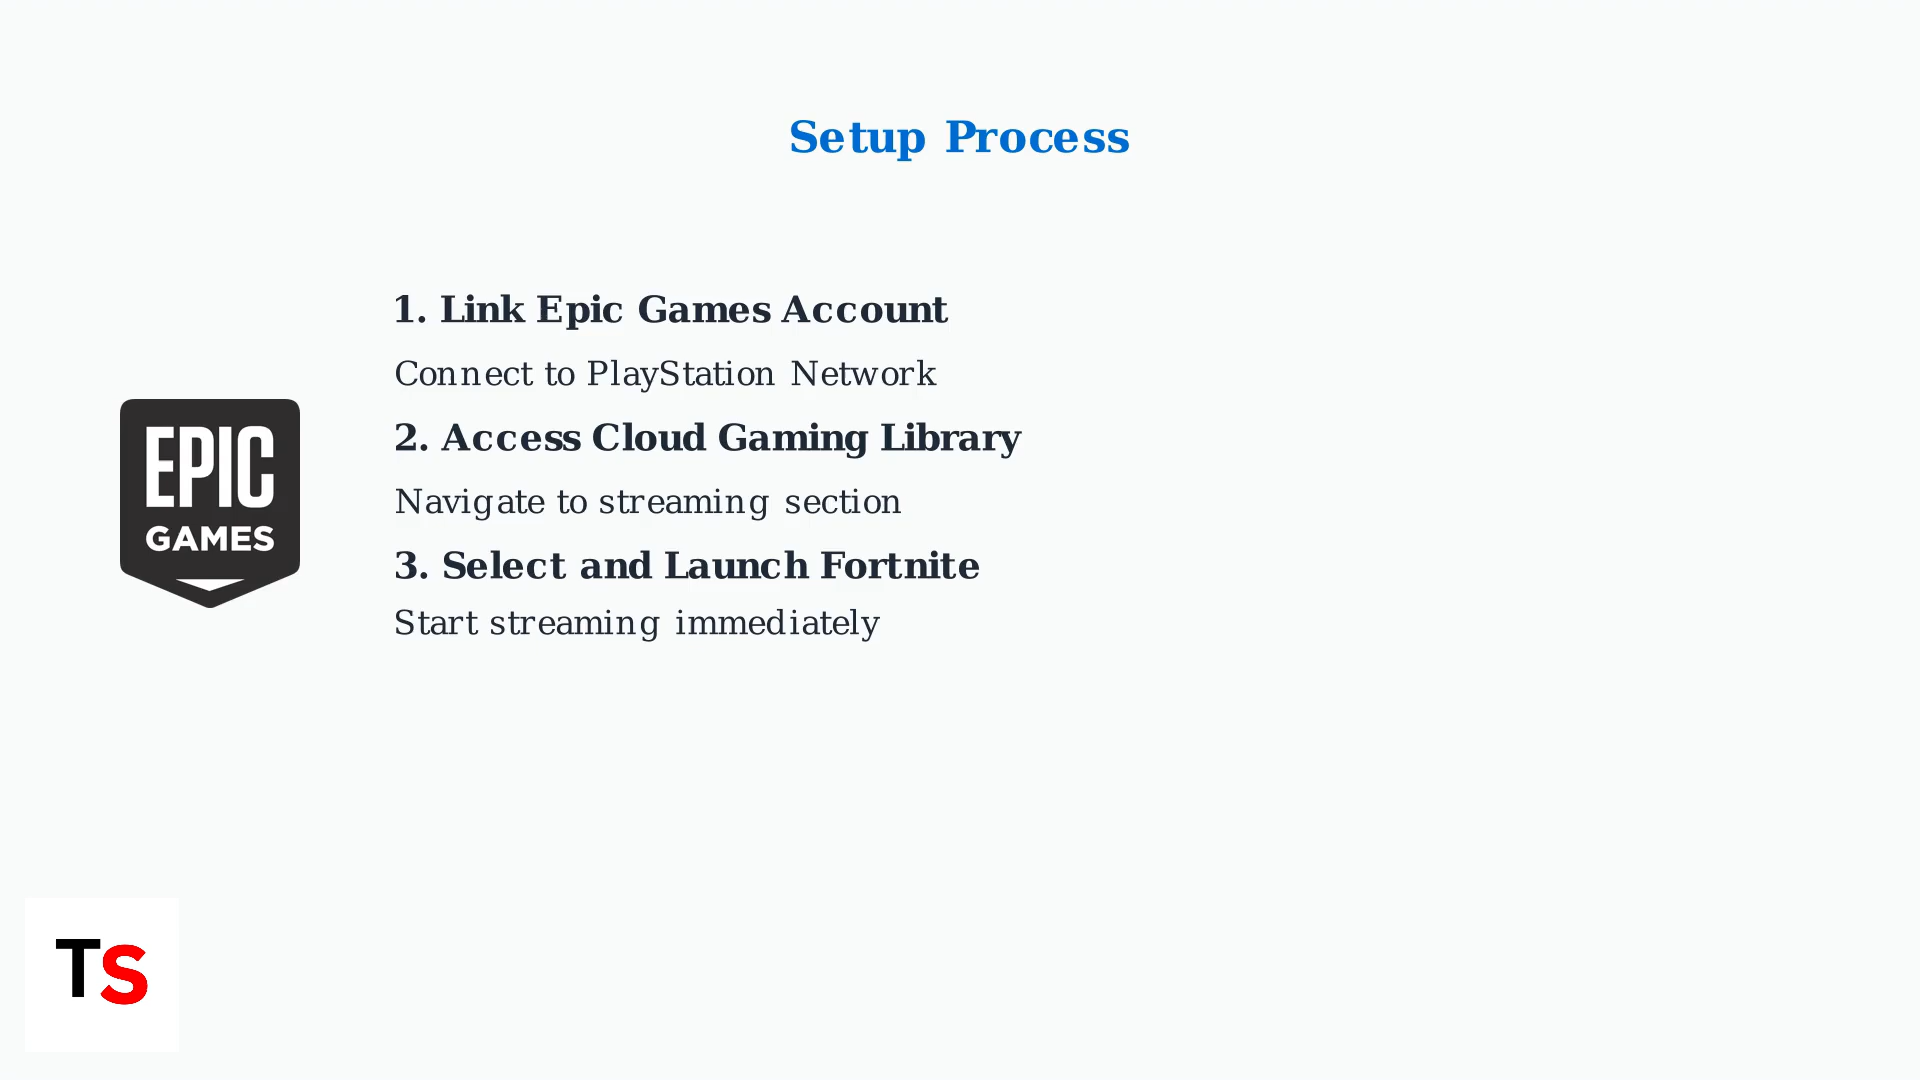 Setup Process
1. Link Epic Games Account
Connect to PlayStation Network
2. Access Cloud Gaming Library
Navigate to streaming section
3. Select and Launch Fortnite
Start streaming immediately
EPIC
GAMES
TS